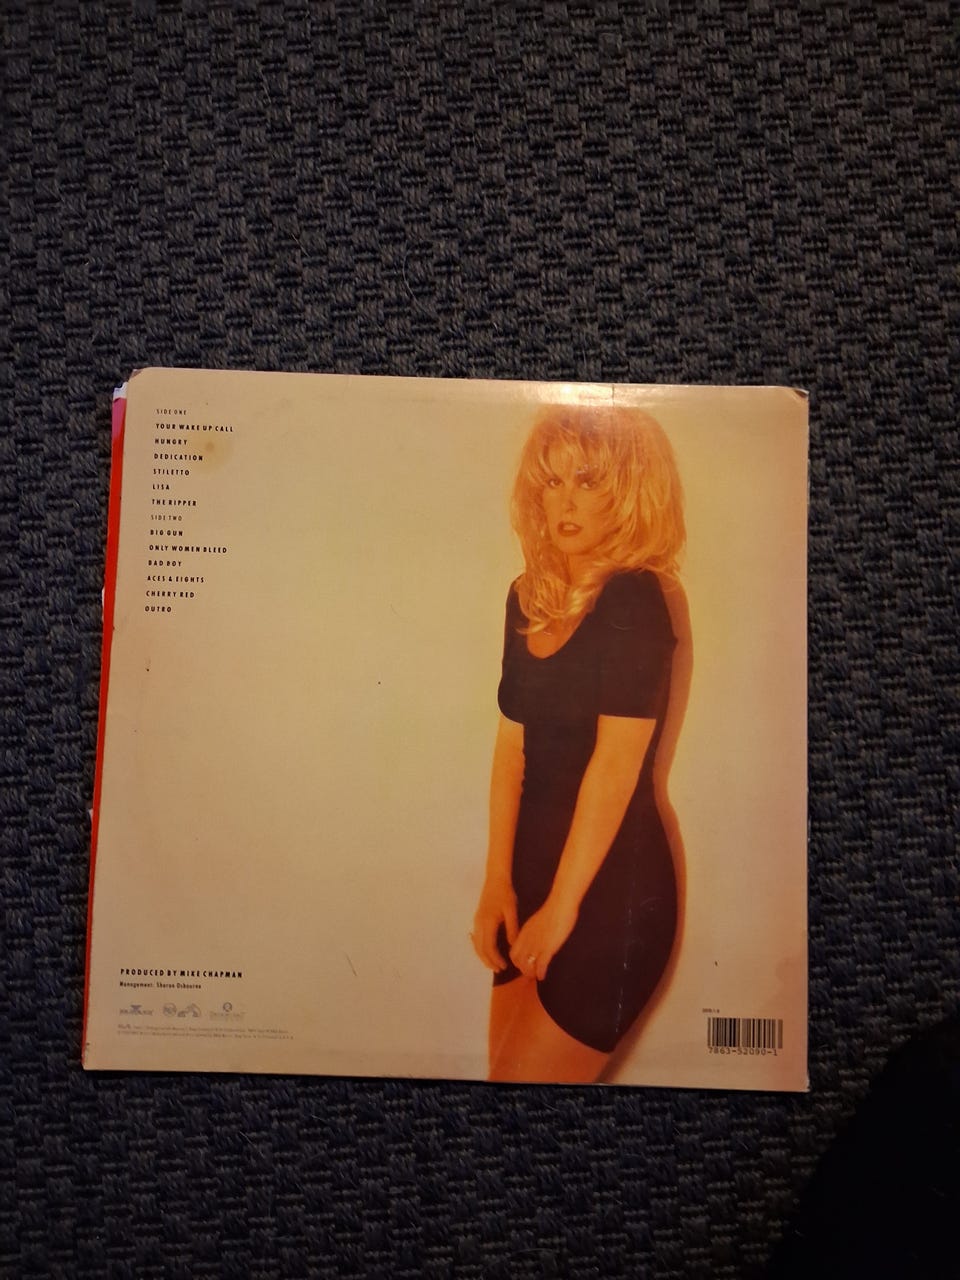 SIDE ONE
YOUR WAKE UP CALL
HUNGRY
DEDICATION
STILETTO
LISA
THE RIPPER
SIDE TWO
BIG GUN
ONLY WOMEN BLEED
BAD BOY
ACES & EIGHTS
CHERRY RED
OUTRO
PRODUCED BY MIKE CHAPMAN
Management: Sharon Osbourne
RCA
7863-52090-1